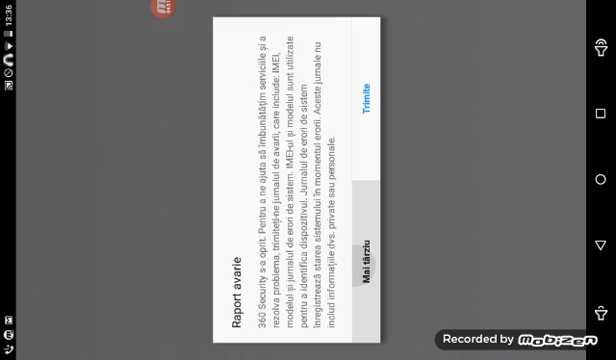 13:36
Raport avarie
360 Security s-a oprit. Pentru a ne ajuta să îmbunătățim serviciile și a
rezolva problema, trimiteți-ne jurnalul de avarii, care include: IMEI,
modelul și jurnalul de erori de sistem. IMEI-ul și modelul sunt utilizate
pentru a identifica dispozitivul. Jurnalul de erori de sistem
înregistrează starea sistemului în momentul erorii. Aceste jurnale nu
includ informațiile dvs. private sau personale.
Mai târziu
Trimite
Recorded by mobizen